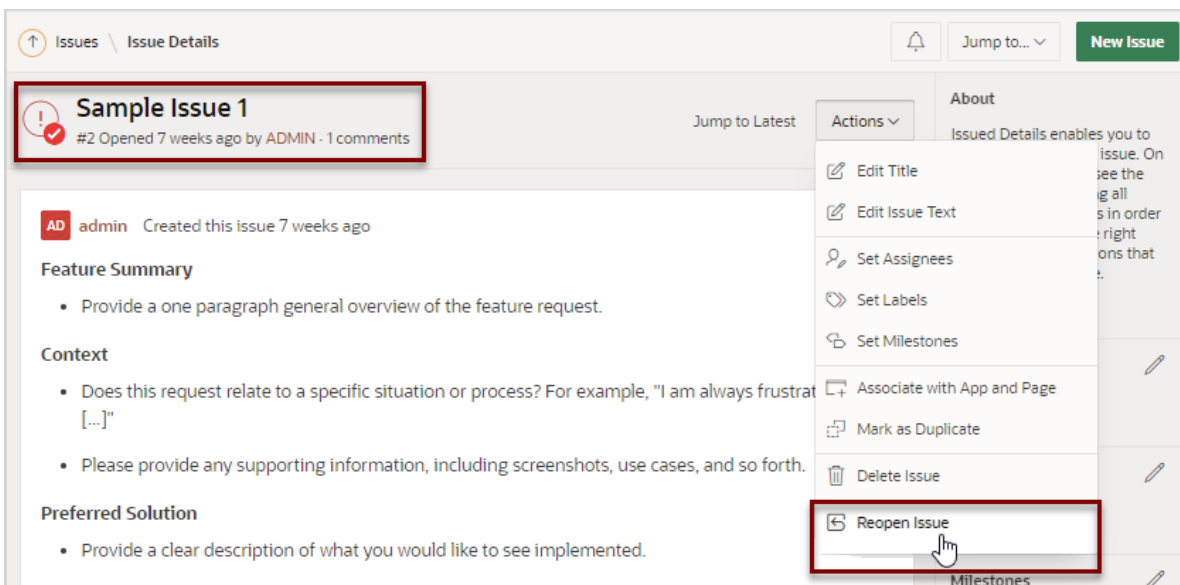 Issues \ Issue Details
Jump to...
New Issue
Sample Issue 1
#2 Opened 7 weeks ago by ADMIN · 1 comments
Jump to Latest
Actions
About
Issued Details enables you to
issue. On
see the
all
s in order
right
ons that
Edit Title
Edit Issue Text
Set Assignees
Set Labels
Set Milestones
Associate with App and Page
Mark as Duplicate
Delete Issue
Reopen Issue
AD admin Created this issue 7 weeks ago
Feature Summary
• Provide a one paragraph general overview of the feature request.
Context
• Does this request relate to a specific situation or process? For example, "I am always frustrat
[...]"
• Please provide any supporting information, including screenshots, use cases, and so forth.
Preferred Solution
• Provide a clear description of what you would like to see implemented.
Milestones